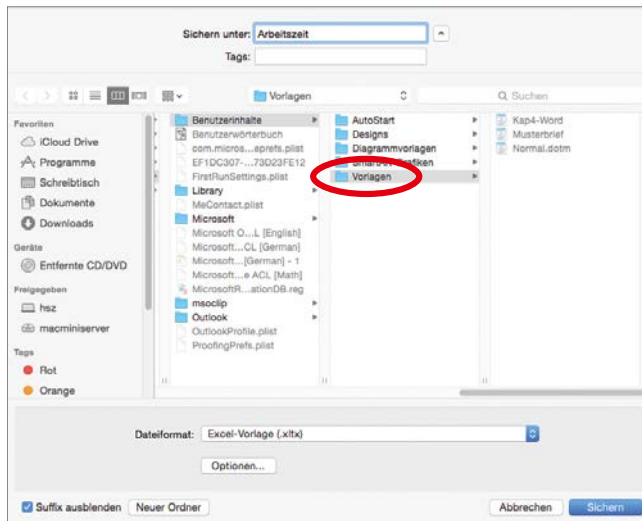 Sichern unter: Arbeitszeit
Tags:
Vorlagen
Suchen
Favoriten
iCloud Drive
Programme
Schreibtisch
Dokumente
Downloads
Geräte
Entfernte CD/DVD
Freigegeben
hsz
macminiserver
Tags
Rot
Orange
Benutzerinhalte
Benutzerwörterbuch
com.micros...eprefs.plist
EF1DC307-...73D23FE12
FirstRunSettings.plist
Library
MeContact.plist
Microsoft
Microsoft O...L [English]
Microsoft...CL [German]
Microsoft...[German] - 1
Microsoft...e ACL [Math]
MicrosoftR...ationDB.reg
msoclip
Outlook
OutlookProfile.plist
ProofingPrefs.plist
AutoStart
Designs
Diagrammvorlagen
Vorlagen
Kap4-Word
Musterbrief
Normal.dotm
Dateiformat: Excel-Vorlage (.xltx)
Optionen...
Suffix ausblenden
Neuer Ordner
Abbrechen
Sichern